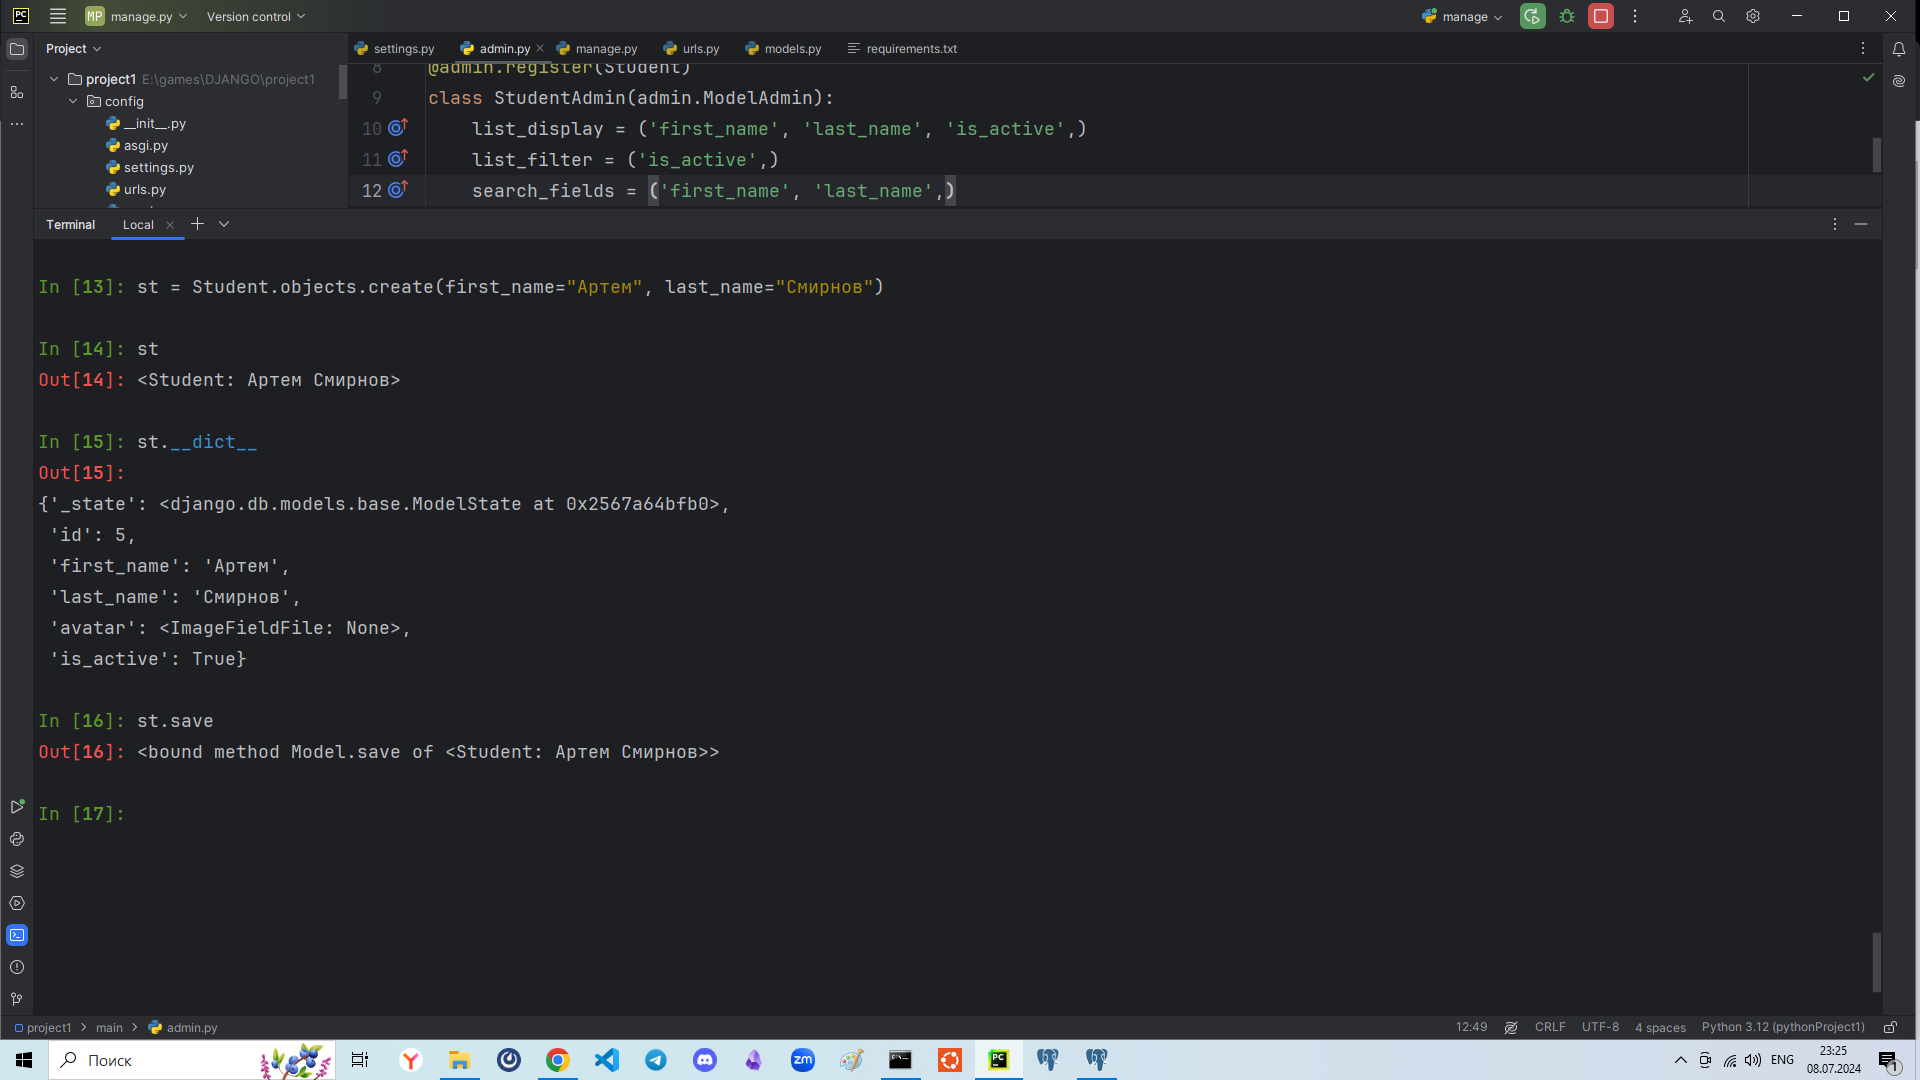 PC MP manage.py Version control manage
Project settings.py admin.py manage.py urls.py models.py requirements.txt
project1 E:\games\DJANGO\project1
config
__init__.py
asgi.py
settings.py
urls.py
8 @admin.register(Student)
9 class StudentAdmin(admin.ModelAdmin):
10 list_display = ('first_name', 'last_name', 'is_active',)
11 list_filter = ('is_active',)
12 search_fields = ('first_name', 'last_name',)
Terminal Local
In [13]: st = Student.objects.create(first_name="Артем", last_name="Смирнов")
In [14]: st
Out[14]: <Student: Артем Смирнов>
In [15]: st.__dict__
Out[15]:
{'_state': <django.db.models.base.ModelState at 0x2567a64bfb0>,
'id': 5,
'first_name': 'Артем',
'last_name': 'Смирнов',
'avatar': <ImageFieldFile: None>,
'is_active': True}
In [16]: st.save
Out[16]: <bound method Model.save of <Student: Артем Смирнов>>
In [17]:
project1 main admin.py 12:49 CRLF UTF-8 4 spaces Python 3.12 (pythonProject1)
Поиск zm PC ENG 23:25
08.07.2024 1